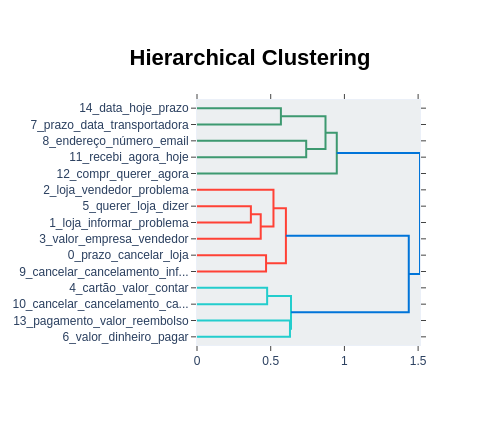 Hierarchical Clustering
14_data_hoje_prazo
7_prazo_data_transportadora
8_endereço_número_email
11_recebi_agora_hoje
12_compr_querer_agora
2_loja_vendedor_problema
5_querer_loja_dizer
1_loja_informar_problema
3_valor_empresa_vendedor
0_prazo_cancelar_loja
9_cancelar_cancelamento_inf...
4_cartão_valor_contar
10_cancelar_cancelamento_ca...
13_pagamento_valor_reembolso
6_valor_dinheiro_pagar
0 0.5 1 1.5